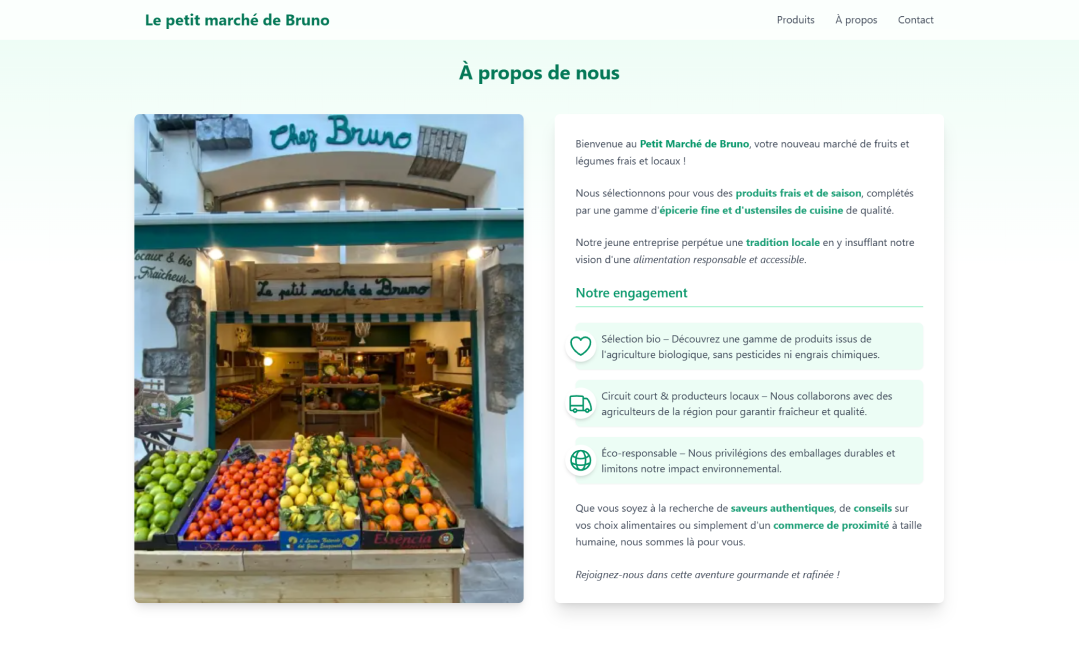 Le petit marché de Bruno
Produits
À propos
Contact
À propos de nous
Chez Bruno
ocaux & bio
Fraîcheur
Le petit marché de Bruno
Essência
Bienvenue au Petit Marché de Bruno, votre nouveau marché de fruits et
légumes frais et locaux !
Nous sélectionnons pour vous des produits frais et de saison, complétés
par une gamme d'épicerie fine et d'ustensiles de cuisine de qualité.
Notre jeune entreprise perpétue une tradition locale en y insufflant notre
vision d'une alimentation responsable et accessible.
Notre engagement
Sélection bio – Découvrez une gamme de produits issus de
l'agriculture biologique, sans pesticides ni engrais chimiques.
Circuit court & producteurs locaux – Nous collaborons avec des
agriculteurs de la région pour garantir fraîcheur et qualité.
Éco-responsable – Nous privilégions des emballages durables et
limitons notre impact environnemental.
Que vous soyez à la recherche de saveurs authentiques, de conseils sur
vos choix alimentaires ou simplement d'un commerce de proximité à taille
humaine, nous sommes là pour vous.
Rejoignez-nous dans cette aventure gourmande et rafinée !